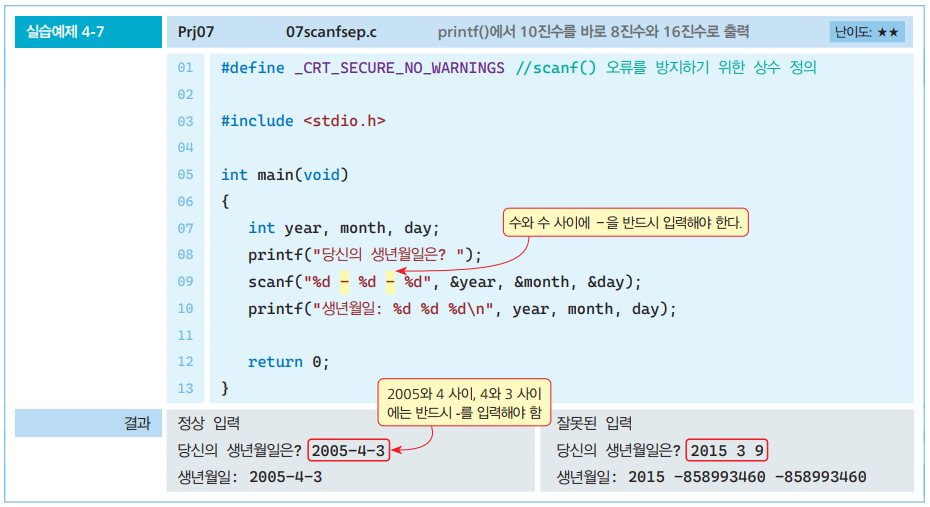 실습예제 4-7 Prj07 07scanfsep.c printf()에서 10진수를 바로 8진수와 16진수로 출력 난이도: ★★
01 #define _CRT_SECURE_NO_WARNINGS //scanf() 오류를 방지하기 위한 상수 정의
02
03 #include <stdio.h>
04
05 int main(void)
06 {
수와 수 사이에 –을 반드시 입력해야 한다.
07 int year, month, day;
08 printf("당신의 생년월일은? ");
09 scanf("%d - %d - %d", &year, &month, &day);
10 printf("생년월일: %d %d %d\n", year, month, day);
11
12 return 0;
13 }
2005와 4 사이, 4와 3 사이
에는 반드시 -를 입력해야 함
결과
정상 입력
당신의 생년월일은? 2005-4-3
생년월일: 2005-4-3
잘못된 입력
당신의 생년월일은? 2015 3 9
생년월일: 2015 -858993460 -858993460